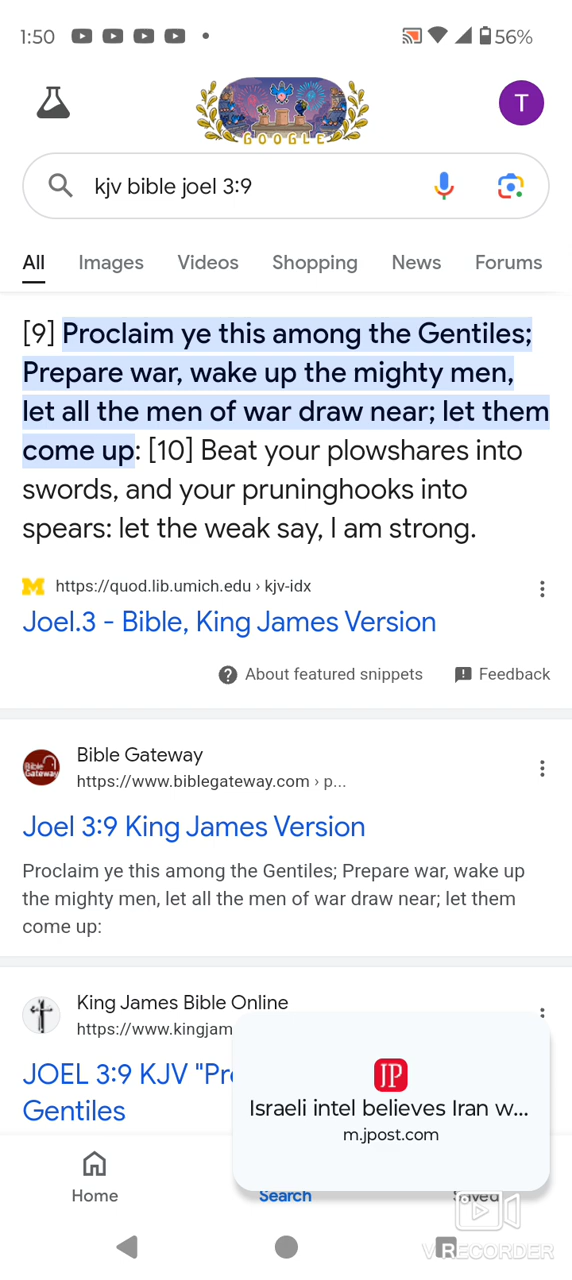 1:50
56%
GOOGLE
T
kjv bible joel 3:9
All Images Videos Shopping News Forums
[9] Proclaim ye this among the Gentiles;
Prepare war, wake up the mighty men,
let all the men of war draw near; let them
come up: [10] Beat your plowshares into
swords, and your pruninghooks into
spears: let the weak say, I am strong.
M https://quod.lib.umich.edu › kjv-idx
Joel.3 - Bible, King James Version
About featured snippets Feedback
Bible Gateway
Bible Gateway
https://www.biblegateway.com › p...
Joel 3:9 King James Version
Proclaim ye this among the Gentiles; Prepare war, wake up
the mighty men, let all the men of war draw near; let them
come up:
King James Bible Online
https://www.kingjam
JOEL 3:9 KJV "Pr
Gentiles
JP
Israeli intel believes Iran w...
m.jpost.com
Home Search Saved
VRECORDER